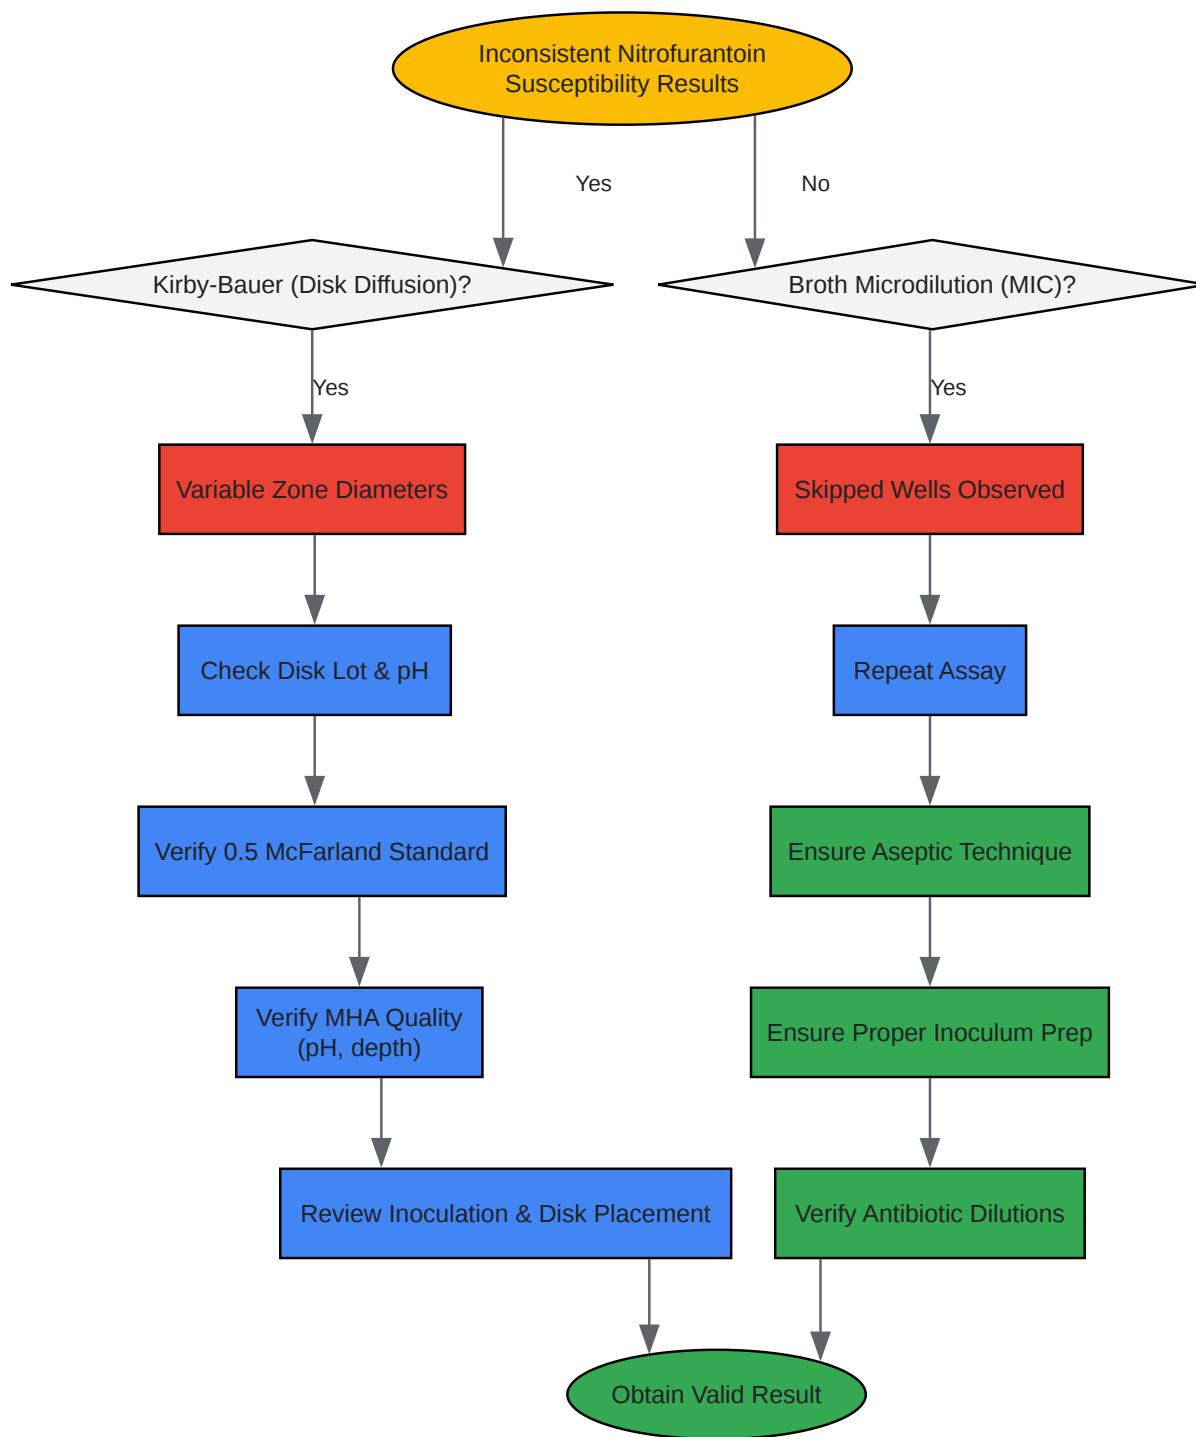 Inconsistent Nitrofurantoin
Susceptibility Results
Yes
No
Kirby-Bauer (Disk Diffusion)?
Broth Microdilution (MIC)?
Yes
Yes
Variable Zone Diameters
Skipped Wells Observed
Check Disk Lot & pH
Repeat Assay
Verify 0.5 McFarland Standard
Ensure Aseptic Technique
Verify MHA Quality
(pH, depth)
Ensure Proper Inoculum Prep
Review Inoculation & Disk Placement
Verify Antibiotic Dilutions
Obtain Valid Result